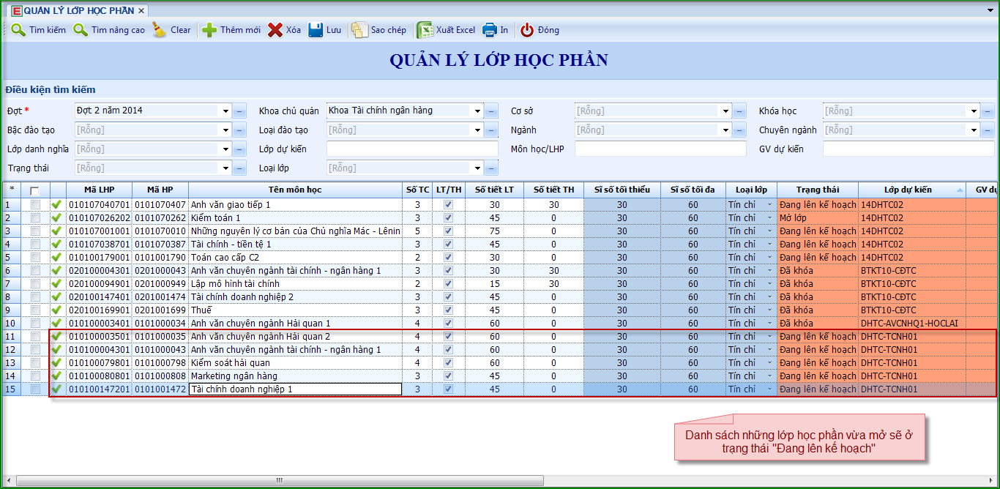 QUẢN LÝ LỚP HỌC PHẦN
Tìm kiếm Tìm nâng cao Clear Thêm mới Xóa Lưu Sao chép Xuất Excel In Đóng
QUẢN LÝ LỚP HỌC PHẦN
Điều kiện tìm kiếm
Đợt * Đợt 2 năm 2014 Khoa chủ quản Khoa Tài chính ngân hàng Cơ sở [Rỗng] Khóa học [Rỗng]
Bậc đào tạo [Rỗng] Loại đào tạo [Rỗng] Ngành [Rỗng] Chuyên ngành [Rỗng]
Lớp danh nghĩa [Rỗng] Lớp dự kiến Môn học/LHP GV dự kiến
Trạng thái [Rỗng] Loại lớp [Rỗng]
* Mã LHP Mã HP Tên môn học Số TC LT/TH Số tiết LT Số tiết TH Sĩ số tối thiểu Sĩ số tối đa Loại lớp Trạng thái Lớp dự kiến GV dự
1 010107040701 0101070407 Anh văn giao tiếp 1 3 30 30 30 60 Tín chỉ Đang lên kế hoạch 14DHTC02
2 010107026202 0101070262 Kiểm toán 1 3 45 0 30 60 Tín chỉ Mở lớp 14DHTC02
3 010107001001 0101070010 Những nguyên lý cơ bản của Chủ nghĩa Mác - Lênin 5 75 0 30 60 Tín chỉ Đang lên kế hoạch 14DHTC02
4 010107038701 0101070387 Tài chính - tiền tệ 1 3 45 0 30 60 Tín chỉ Đang lên kế hoạch 14DHTC02
5 010100179001 0101001790 Toán cao cấp C2 2 30 0 30 60 Tín chỉ Đang lên kế hoạch 14DHTC02
6 020100004301 0201000043 Anh văn chuyên ngành tài chính - ngân hàng 1 3 30 30 30 60 Tín chỉ Đã khóa BTKT10-CĐTC
7 020100094901 0201000949 Lập mô hình tài chính 2 15 30 30 60 Tín chỉ Đã khóa BTKT10-CĐTC
8 020100147401 0201001474 Tài chính doanh nghiệp 2 3 45 0 30 60 Tín chỉ Đã khóa BTKT10-CĐTC
9 020100169901 0201001699 Thuế 3 45 0 30 60 Tín chỉ Đã khóa BTKT10-CĐTC
10 010100003401 0101000034 Anh văn chuyên ngành Hải quan 1 4 60 0 30 60 Tín chỉ Đã khóa DHTC-AVCNHQ1-HOCLAI
11 010100003501 0101000035 Anh văn chuyên ngành Hải quan 2 4 60 0 30 60 Tín chỉ Đang lên kế hoạch DHTC-TCNH01
12 010100004301 0101000043 Anh văn chuyên ngành tài chính - ngân hàng 1 4 60 0 30 60 Tín chỉ Đang lên kế hoạch DHTC-TCNH01
13 010100079801 0101000798 Kiểm soát hải quan 4 60 0 30 60 Tín chỉ Đang lên kế hoạch DHTC-TCNH01
14 010100080801 0101000808 Marketing ngân hàng 3 45 0 30 60 Tín chỉ Đang lên kế hoạch DHTC-TCNH01
15 010100147201 0101001472 Tài chính doanh nghiệp 1 3 45 0 30 60 Tín chỉ Đang lên kế hoạch DHTC-TCNH01
Danh sách những lớp học phần vừa mở sẽ ở
trạng thái "Đang lên kế hoạch"